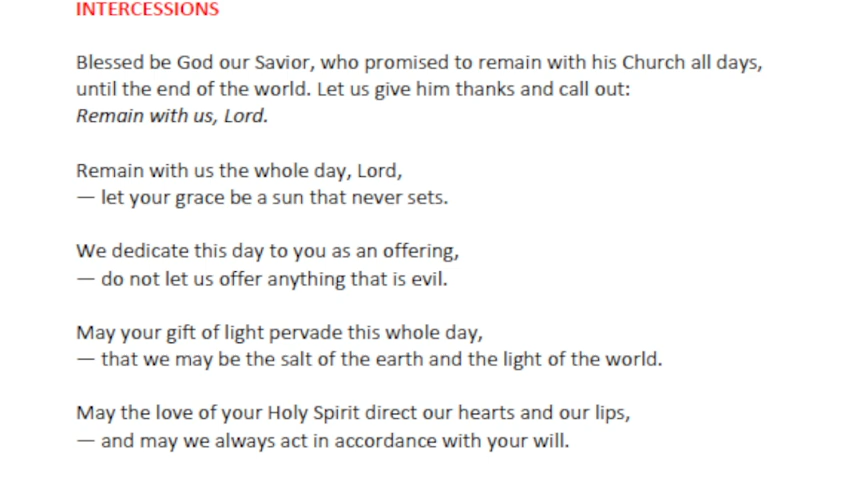 INTERCESSIONS
Blessed be God our Savior, who promised to remain with his Church all days,
until the end of the world. Let us give him thanks and call out:
Remain with us, Lord.
Remain with us the whole day, Lord,
— let your grace be a sun that never sets.
We dedicate this day to you as an offering,
— do not let us offer anything that is evil.
May your gift of light pervade this whole day,
— that we may be the salt of the earth and the light of the world.
May the love of your Holy Spirit direct our hearts and our lips,
— and may we always act in accordance with your will.